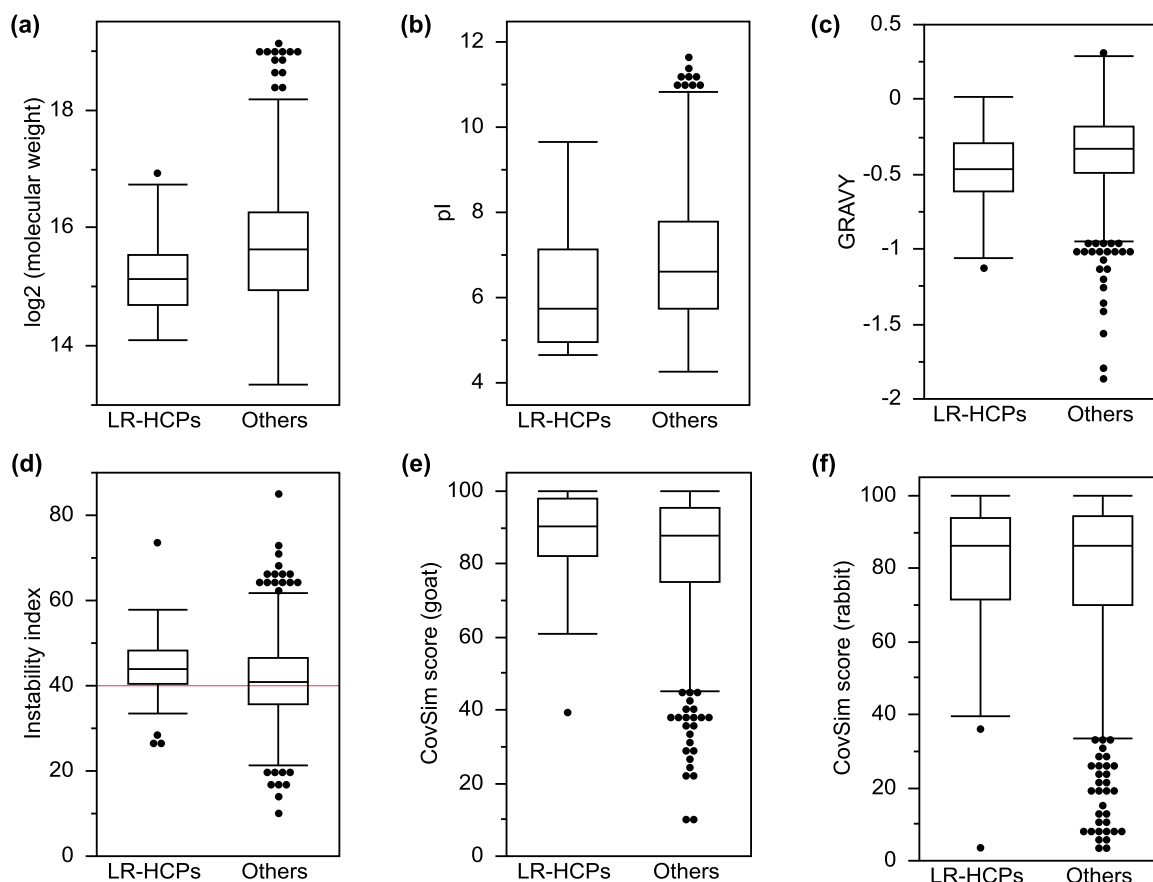 (a)
log2 (molecular weight)
18
16
14
LR-HCPs
Others
(b)
pI
12
10
8
6
4
LR-HCPs
Others
(c)
GRAVY
0.5
0
-0.5
-1
-1.5
-2
LR-HCPs
Others
(d)
Instability index
80
60
40
20
0
LR-HCPs
Others
(e)
CovSim score (goat)
100
80
60
40
20
0
LR-HCPs
Others
(f)
CovSim score (rabbit)
100
80
60
40
20
0
LR-HCPs
Others